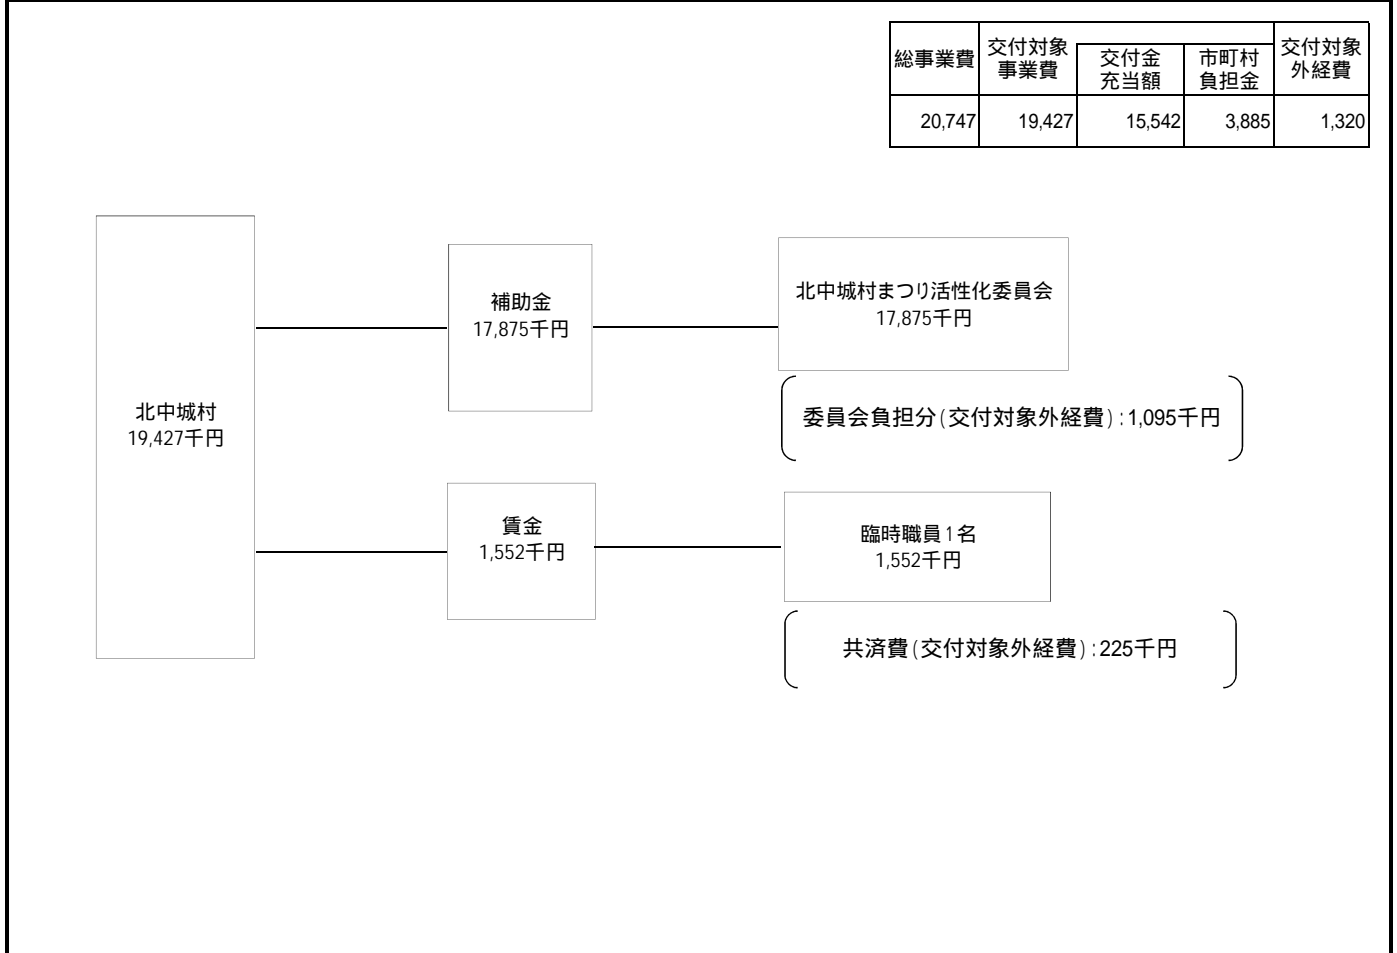 総事業費
交付対象
事業費
交付金
充当額
市町村
負担金
交付対象
外経費
20,747
19,427
15,542
3,885
1,320
北中城村
19,427千円
補助金
17,875千円
北中城村まつり活性化委員会
17,875千円
委員会負担分(交付対象外経費):1,095千円
賃金
1,552千円
臨時職員1名
1,552千円
共済費(交付対象外経費):225千円